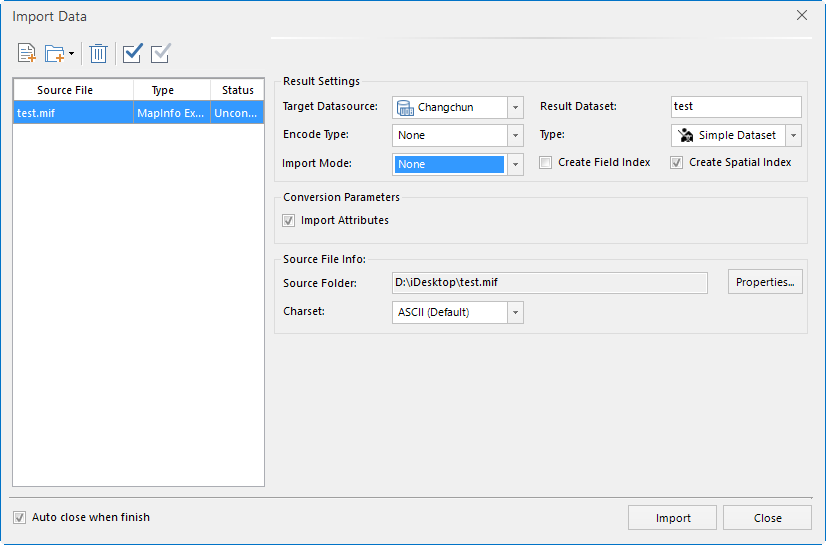 Import Data
Source File Type Status
test.mif MapInfo Ex... Uncon...
Result Settings
Target Datasource: Changchun Result Dataset: test
Encode Type: None Type: Simple Dataset
Import Mode: None Create Field Index Create Spatial Index
Conversion Parameters
Import Attributes
Source File Info:
Source Folder: D:\iDesktop\test.mif Properties...
Charset: ASCII (Default)
Auto close when finish Import Close